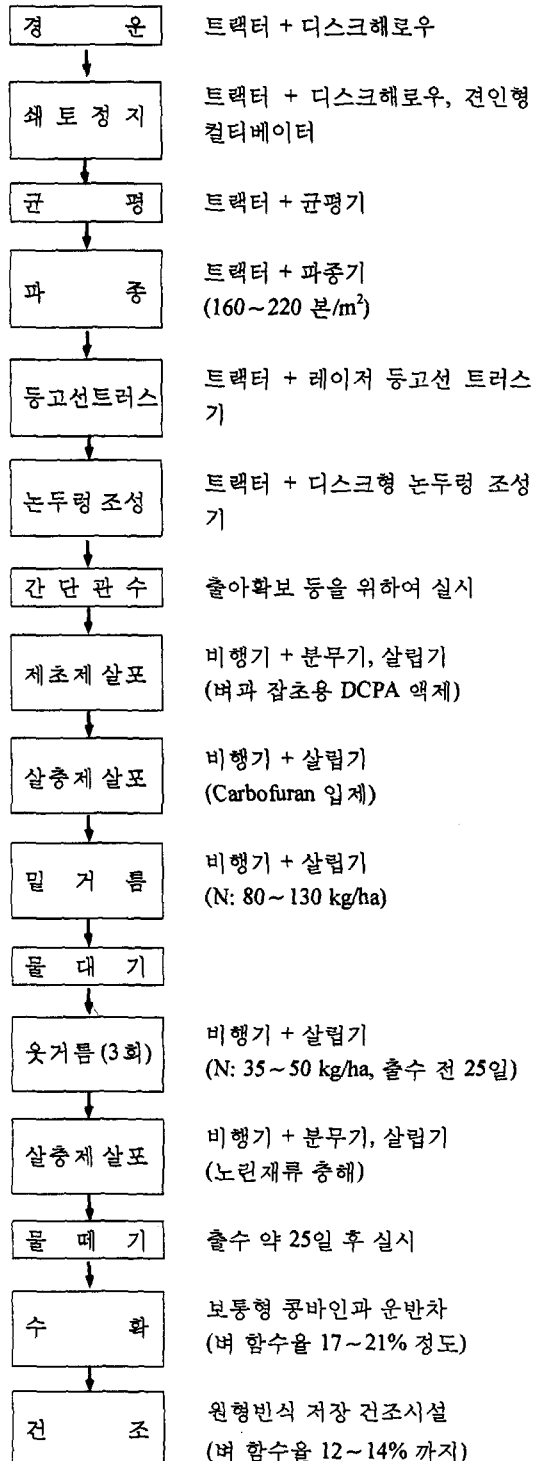 경 운 트랙터 + 디스크해로우
쇄 토 정 지 트랙터 + 디스크해로우, 견인형
컬티베이터
균 평 트랙터 + 균평기
파 종 트랙터 + 파종기
(160~220 본/m²)
등고선트러스 트랙터 + 레이저 등고선 트러스
기
논두렁 조성 트랙터 + 디스크형 논두렁 조성
기
간 단 관 수 출아확보 등을 위하여 실시
제초제 살포 비행기 + 분무기, 살립기
(벼과 잡초용 DCPA 액제)
살충제 살포 비행기 + 살립기
(Carbofuran 입제)
밑 거 름 비행기 + 살립기
(N: 80~130 kg/ha)
물 대 기
웃거름 (3회) 비행기 + 살립기
(N: 35~50 kg/ha, 출수 전 25일)
살충제 살포 비행기 + 분무기, 살립기
(노린재류 충해)
물 떼 기 출수 약 25일 후 실시
수 확 보통형 콩바인과 운반차
(벼 함수율 17~21% 정도)
건 조 원형빈식 저장 건조시설
(벼 함수율 12~14% 까지)